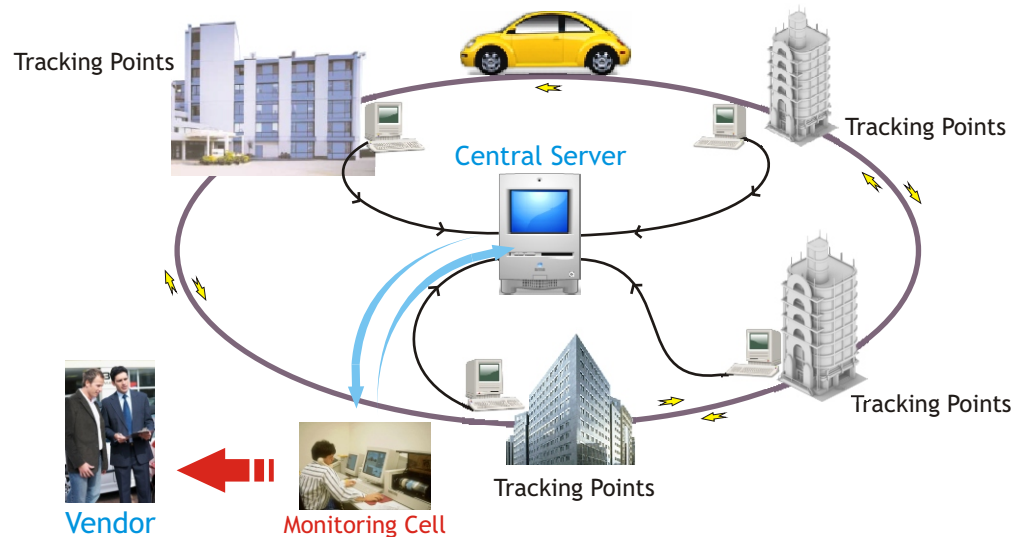 Tracking Points
Tracking Points
Central Server
Tracking Points
Tracking Points
Vendor
Monitoring Cell